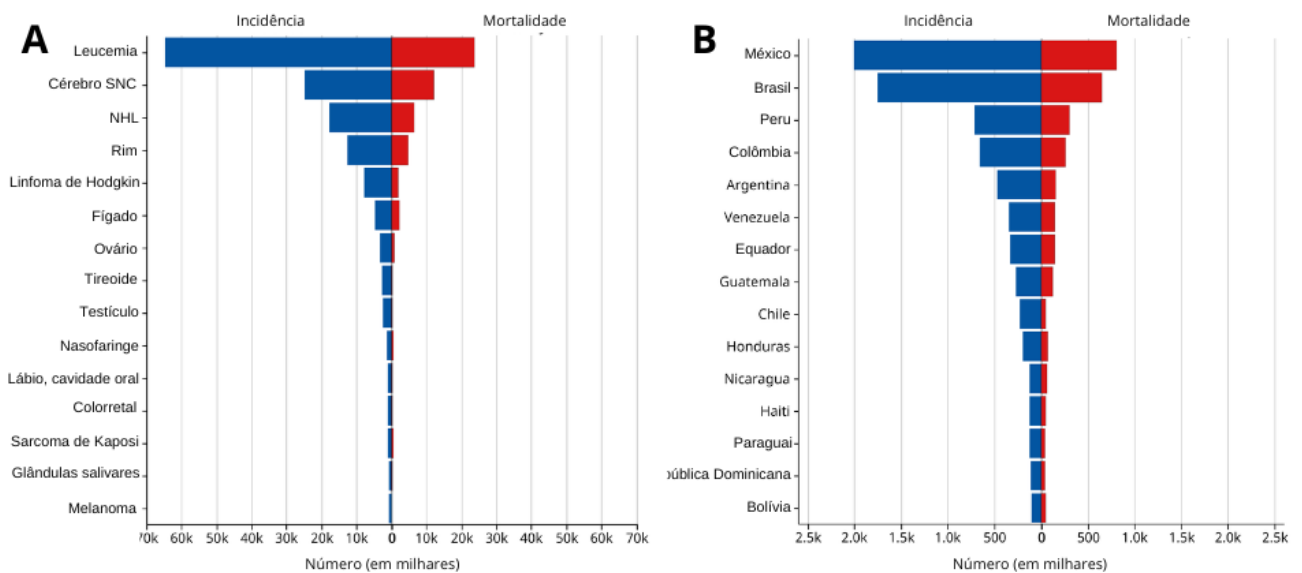 A
Incidência Mortalidade
Leucemia
Cérebro SNC
NHL
Rim
Linfoma de Hodgkin
Fígado
Ovário
Tireoide
Testículo
Nasofaringe
Lábio, cavidade oral
Colorretal
Sarcoma de Kaposi
Glândulas salivares
Melanoma
70k 60k 50k 40k 30k 20k 10k 0 10k 20k 30k 40k 50k 60k 70k
Número (em milhares)
B
Incidência Mortalidade
México
Brasil
Peru
Colômbia
Argentina
Venezuela
Equador
Guatemala
Chile
Honduras
Nicaragua
Haiti
Paraguai
pública Dominicana
Bolívia
2.5k 2.0k 1.5k 500 0 500 1.0k 1.5k 2.0k 2.5k
Número (em milhares)